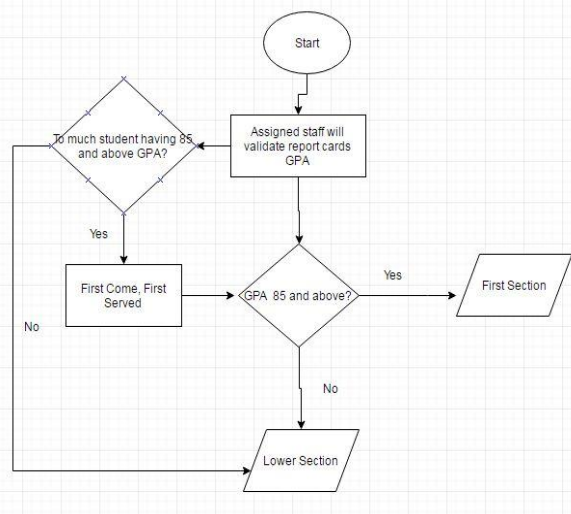 Start
To much student having 85
and above GPA?
Assigned staff will
validate report cards
GPA
Yes
First Come, First
Served
GPA  85 and above?
Yes
First Section
No
No
Lower Section